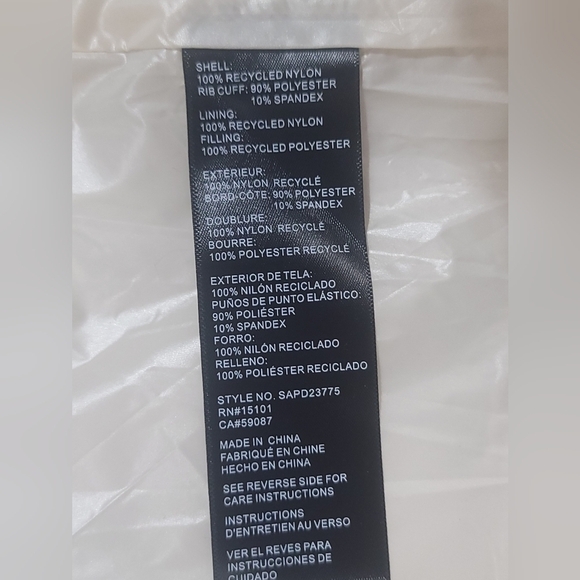 SHELL:
100% RECYCLED NYLON
RIB CUFF: 90% POLYESTER
10% SPANDEX
LINING:
100% RECYCLED NYLON
FILLING:
100% RECYCLED POLYESTER
EXTÉRIEUR:
100% NYLON RECYCLÉ
BORD-CÔTE: 90% POLYESTER
10% SPANDEX
DOUBLURE:
100% NYLON RECYCLÉ
BOURRE:
100% POLYESTER RECYCLÉ
EXTERIOR DE TELA:
100% NILÓN RECICLADO
PUÑOS DE PUNTO ELÁSTICO:
90% POLIÉSTER
10% SPANDEX
FORRO:
100% NILÓN RECICLADO
RELLENO:
100% POLIÉSTER RECICLADO
STYLE NO. SAPD23775
RN#15101
CA#59087
MADE IN CHINA
FABRIQUÉ EN CHINE
HECHO EN CHINA
SEE REVERSE SIDE FOR
CARE INSTRUCTIONS
INSTRUCTIONS
D'ENTRETIEN AU VERSO
VER EL REVES PARA
INSTRUCCIONES DE
CUIDADO